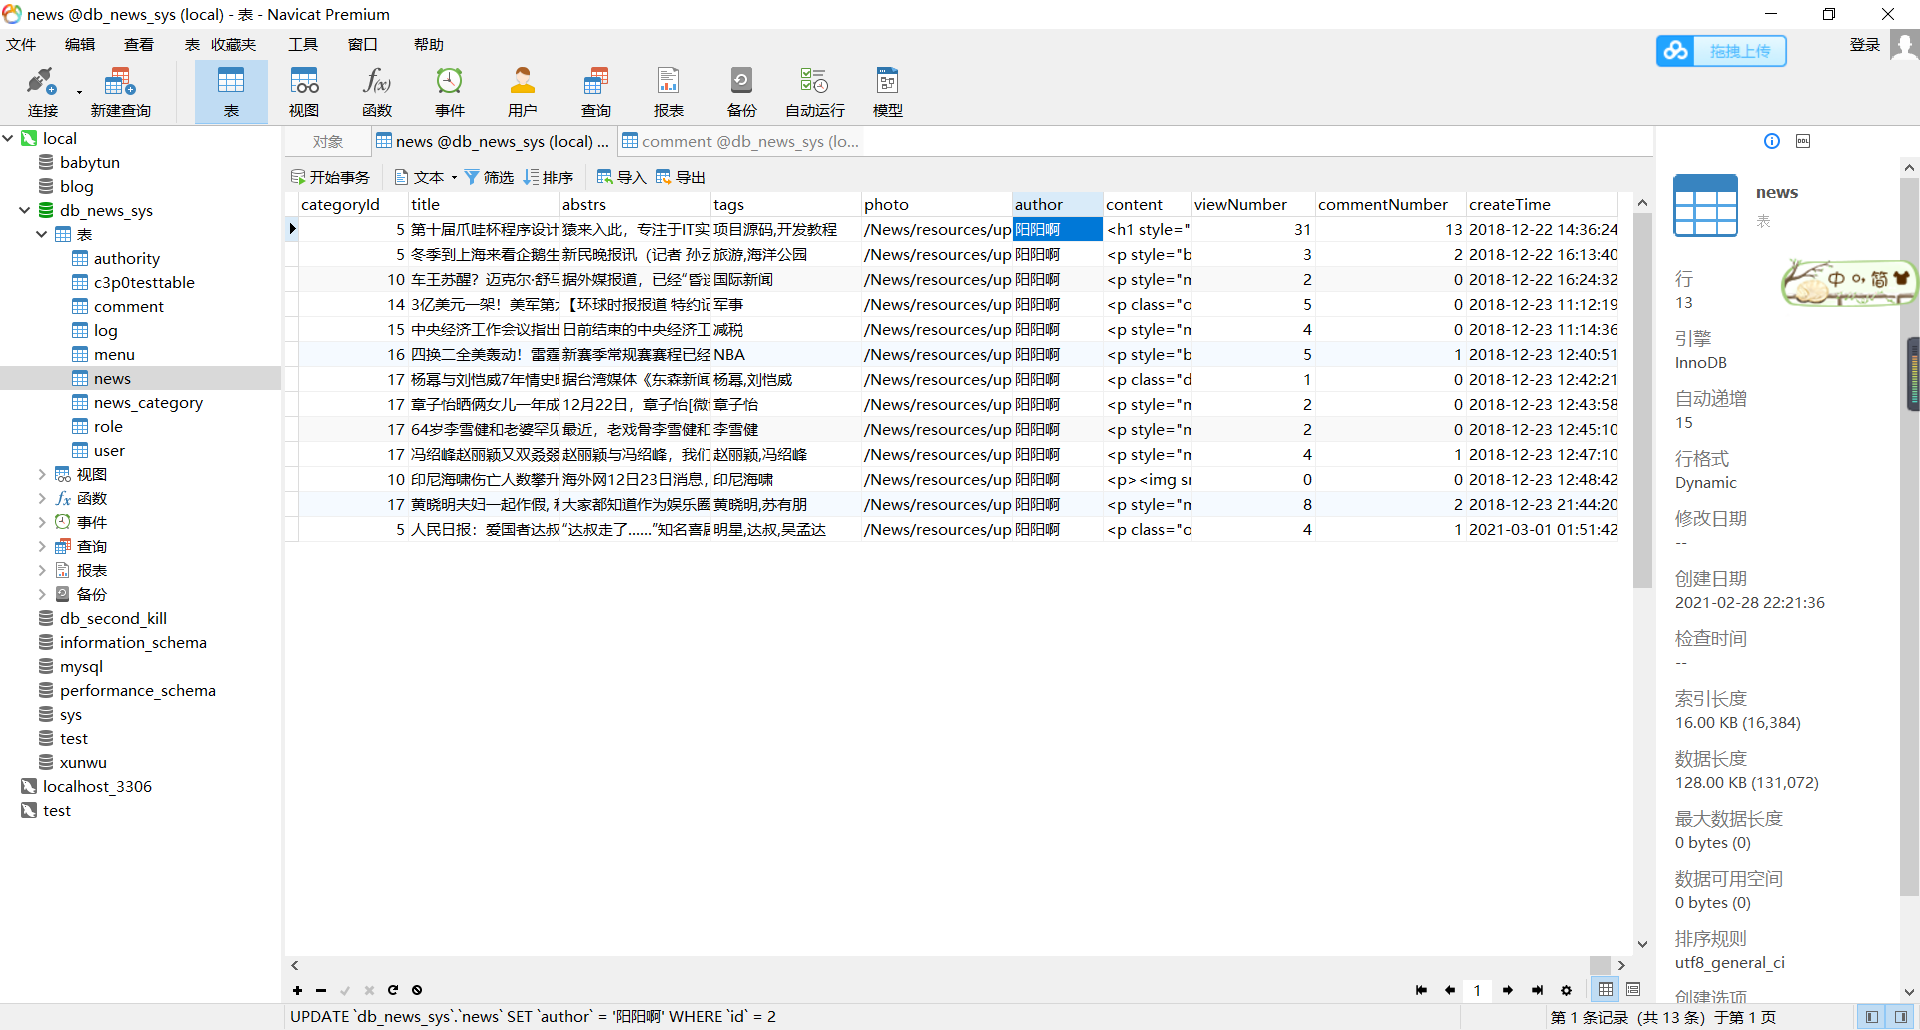 news @db_news_sys (local) - 表 - Navicat Premium
文件 编辑 查看 表 收藏夹 工具 窗口 帮助
拖拽上传 登录
连接 新建查询 表 视图 函数 事件 用户 查询 报表 备份 自动运行 模型
local
babytun
blog
db_news_sys
表
authority
c3p0testtable
comment
log
menu
news
news_category
role
user
视图
函数
事件
查询
报表
备份
db_second_kill
information_schema
mysql
performance_schema
sys
test
xunwu
localhost_3306
test
对象 news @db_news_sys (local) ... comment @db_news_sys (lo...
开始事务 文本 筛选 排序 导入 导出
categoryId title abstrs tags photo author content viewNumber commentNumber createTime
5 第十届爪哇杯程序设计 猿来入此，专注于IT实 项目源码,开发教程 /News/resources/up 阳阳啊 <h1 style=" 31 13 2018-12-22 14:36:24
5 冬季到上海来看企鹅生 新民晚报讯（记者 孙云 旅游,海洋公园 /News/resources/up 阳阳啊 <p style="b 3 2 2018-12-22 16:13:40
10 车王苏醒？迈克尔·舒马 据外媒报道，已经“昏迷 国际新闻 /News/resources/up 阳阳啊 <p style="m 2 0 2018-12-22 16:24:32
14 3亿美元一架！美军第 【环球时报报道 特约记 军事 /News/resources/up 阳阳啊 <p class="o 5 0 2018-12-23 11:12:19
15 中央经济工作会议指出 日前结束的中央经济工 减税 /News/resources/up 阳阳啊 <p style="m 4 0 2018-12-23 11:14:36
16 四换二全美轰动！雷霆 新赛季常规赛赛程已经 NBA /News/resources/up 阳阳啊 <p style="b 5 1 2018-12-23 12:40:51
17 杨幂与刘恺威7年情史 据台湾媒体《东森新闻 杨幂,刘恺威 /News/resources/up 阳阳啊 <p class="d 1 0 2018-12-23 12:42:21
17 章子怡晒俩女儿一年成 12月22日，章子怡[微 章子怡 /News/resources/up 阳阳啊 <p style="m 2 0 2018-12-23 12:43:58
17 64岁李雪健和老婆罕见 最近，老戏骨李雪健和 李雪健 /News/resources/up 阳阳啊 <p style="m 2 0 2018-12-23 12:45:10
17 冯绍峰赵丽颖又双叒叕 赵丽颖与冯绍峰，我们 赵丽颖,冯绍峰 /News/resources/up 阳阳啊 <p style="m 4 1 2018-12-23 12:47:10
10 印尼海啸伤亡人数攀升 海外网12日23日消息， 印尼海啸 /News/resources/up 阳阳啊 <p><img sr 0 0 2018-12-23 12:48:42
17 黄晓明夫妇一起作假, 大家都知道作为娱乐圈 黄晓明,苏有朋 /News/resources/up 阳阳啊 <p style="m 8 2 2018-12-23 21:44:20
5 人民日报：爱国者达叔 “达叔走了……”知名喜剧 明星,达叔,吴孟达 /News/resources/up 阳阳啊 <p class="o 4 1 2021-03-01 01:51:42
DDL
news
表
中 简
行
13
引擎
InnoDB
自动递增
15
行格式
Dynamic
修改日期
--
创建日期
2021-02-28 22:21:36
检查时间
--
索引长度
16.00 KB (16,384)
数据长度
128.00 KB (131,072)
最大数据长度
0 bytes (0)
数据可用空间
0 bytes (0)
排序规则
utf8_general_ci
创建选项
1
UPDATE `db_news_sys`.`news` SET `author` = '阳阳啊' WHERE `id` = 2
第 1 条记录（共 13 条）于第 1 页